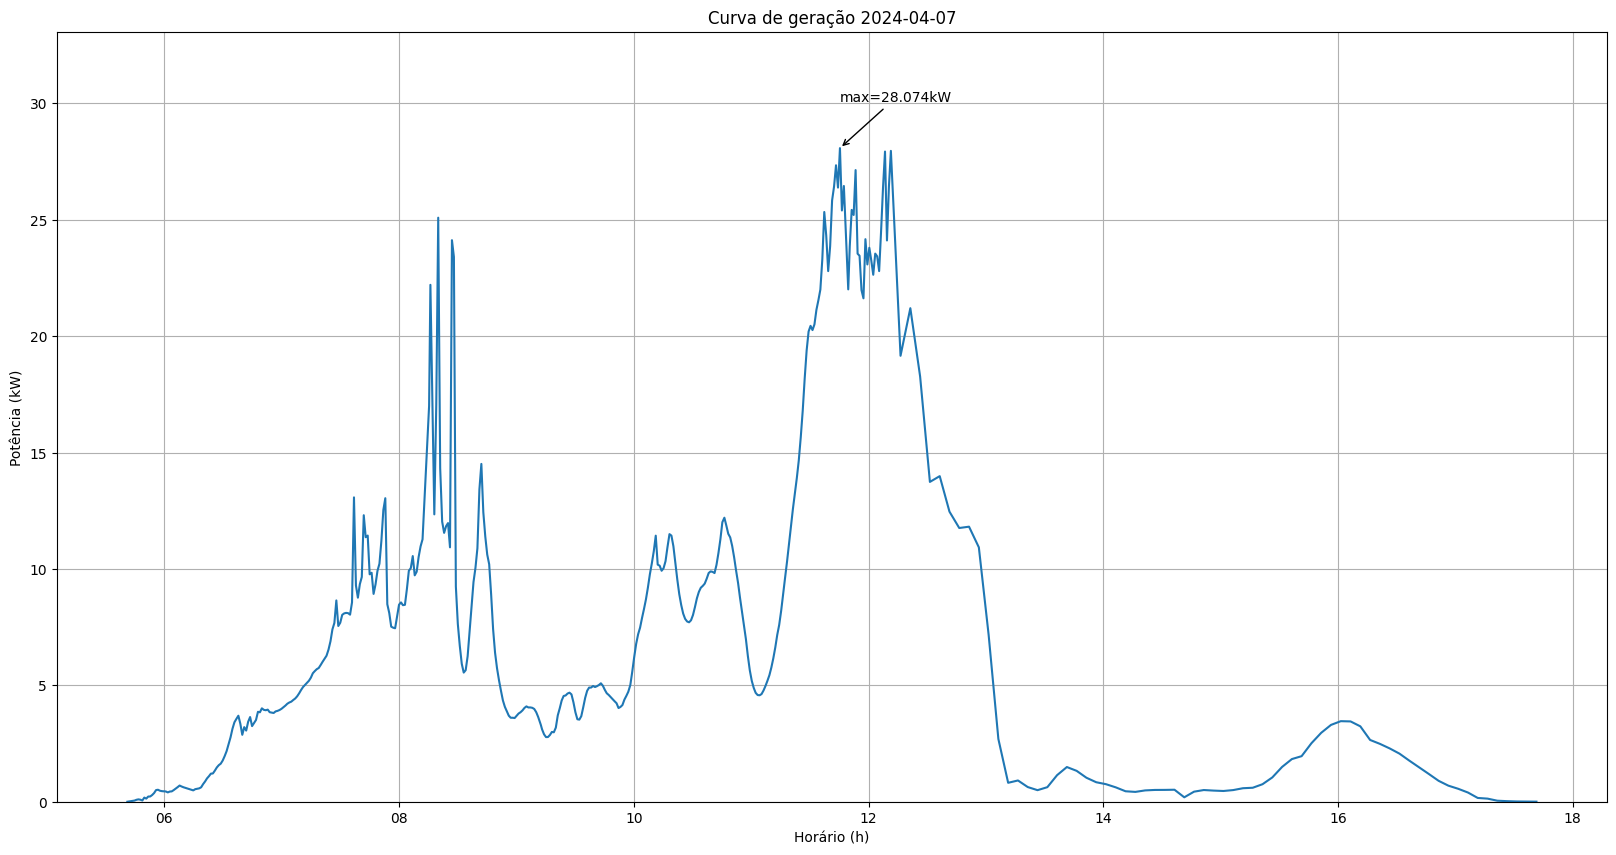 Curva de geração 2024-04-07
max=28.074kW
Potência (kW)
30
25
20
15
10
5
0
06 08 10 12 14 16 18
Horário (h)